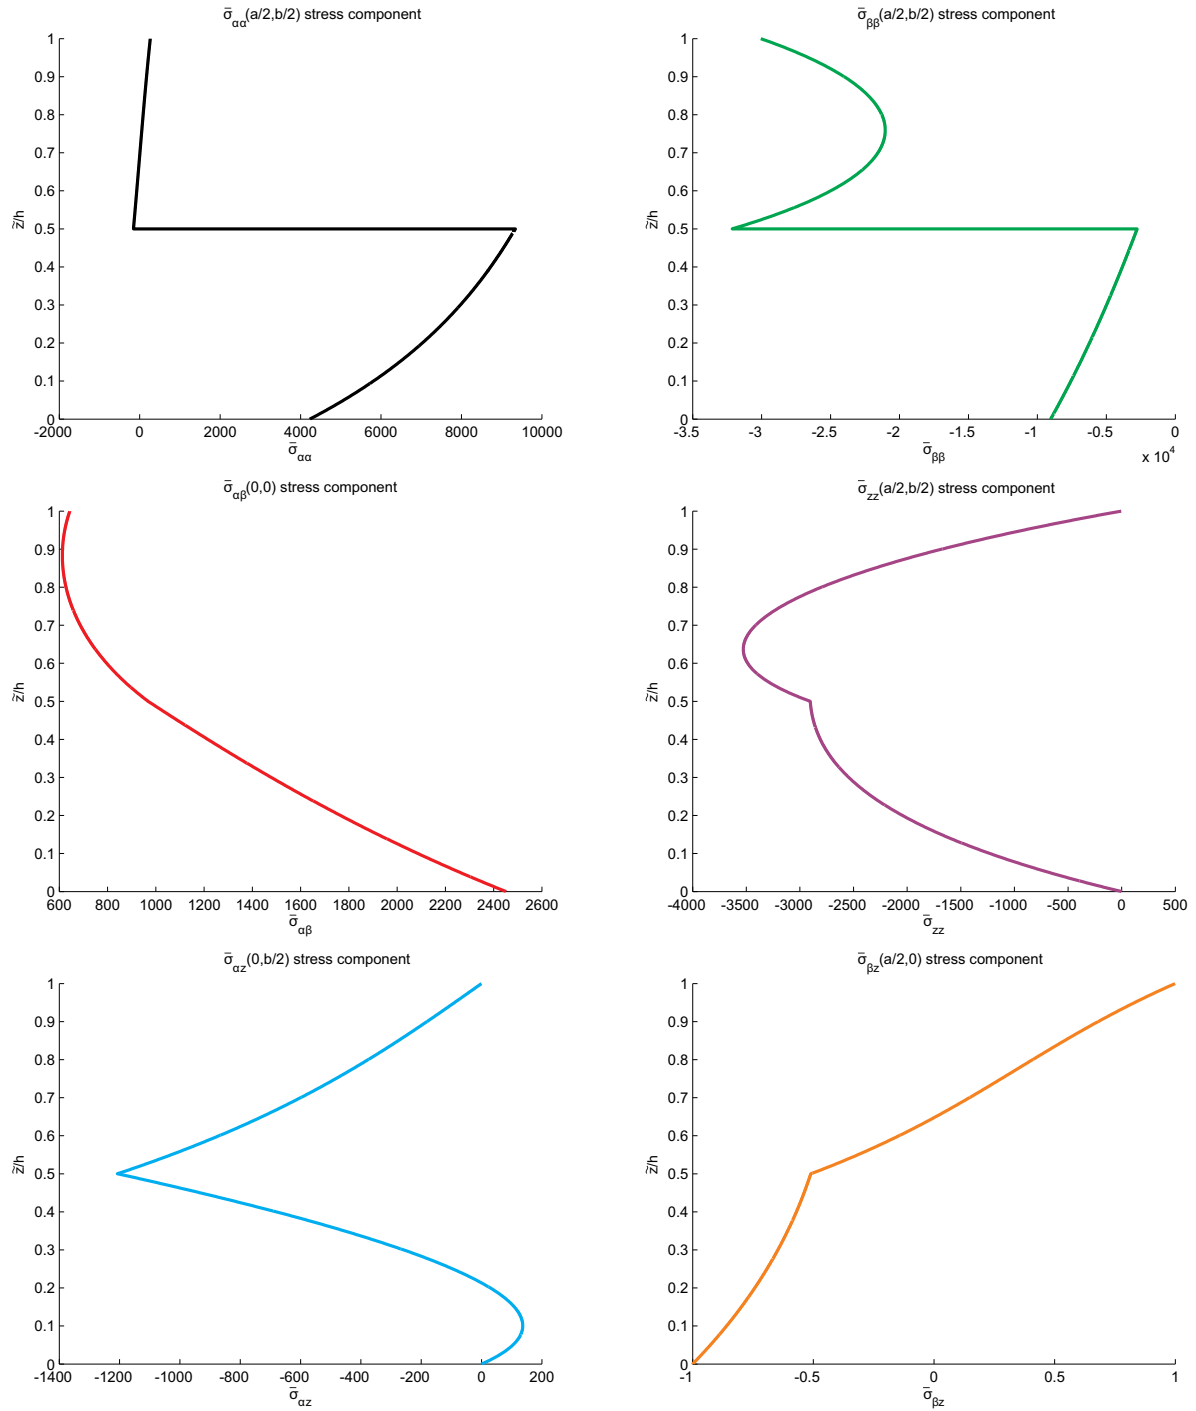 σ̄αα(a/2,b/2) stress component
1
0.9
0.8
0.7
0.6
0.5
0.4
0.3
0.2
0.1
0
z̃/h
-2000 0 2000 4000 6000 8000 10000
σ̄αα
σ̄ββ(a/2,b/2) stress component
1
0.9
0.8
0.7
0.6
0.5
0.4
0.3
0.2
0.1
0
z̃/h
-3.5 -3 -2.5 -2 -1.5 -1 -0.5 0
x 10^4
σ̄ββ
σ̄αβ(0,0) stress component
1
0.9
0.8
0.7
0.6
0.5
0.4
0.3
0.2
0.1
0
z̃/h
600 800 1000 1200 1400 1600 1800 2000 2200 2400 2600
σ̄αβ
σ̄zz(a/2,b/2) stress component
1
0.9
0.8
0.7
0.6
0.5
0.4
0.3
0.2
0.1
0
z̃/h
-4000 -3500 -3000 -2500 -2000 -1500 -1000 -500 0 500
σ̄zz
σ̄αz(0,b/2) stress component
1
0.9
0.8
0.7
0.6
0.5
0.4
0.3
0.2
0.1
0
z̃/h
-1400 -1200 -1000 -800 -600 -400 -200 0 200
σ̄αz
σ̄βz(a/2,0) stress component
1
0.9
0.8
0.7
0.6
0.5
0.4
0.3
0.2
0.1
0
z̃/h
-1 -0.5 0 0.5 1
σ̄βz